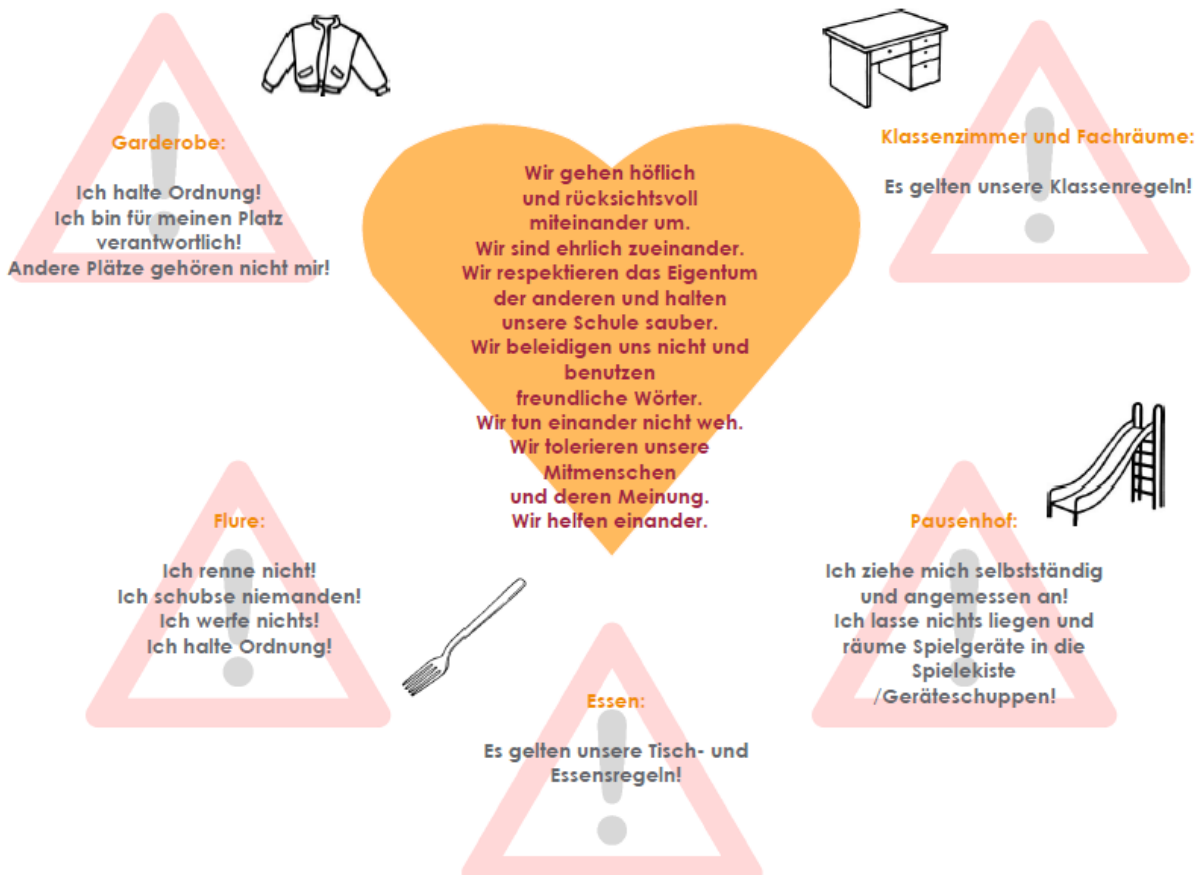 Garderobe:
Ich halte Ordnung!
Ich bin für meinen Platz
verantwortlich!
Andere Plätze gehören nicht mir!
Wir gehen höflich
und rücksichtsvoll
miteinander um.
Wir sind ehrlich zueinander.
Wir respektieren das Eigentum
der anderen und halten
unsere Schule sauber.
Wir beleidigen uns nicht und
benutzen
freundliche Wörter.
Wir tun einander nicht weh.
Wir tolerieren unsere
Mitmenschen
und deren Meinung.
Wir helfen einander.
Klassenzimmer und Fachräume:
Es gelten unsere Klassenregeln!
Flure:
Ich renne nicht!
Ich schubse niemanden!
Ich werfe nichts!
Ich halte Ordnung!
Essen:
Es gelten unsere Tisch- und
Essensregeln!
Pausenhof:
Ich ziehe mich selbstständig
und angemessen an!
Ich lasse nichts liegen und
räume Spielgeräte in die
Spielekiste
/Geräteschuppen!